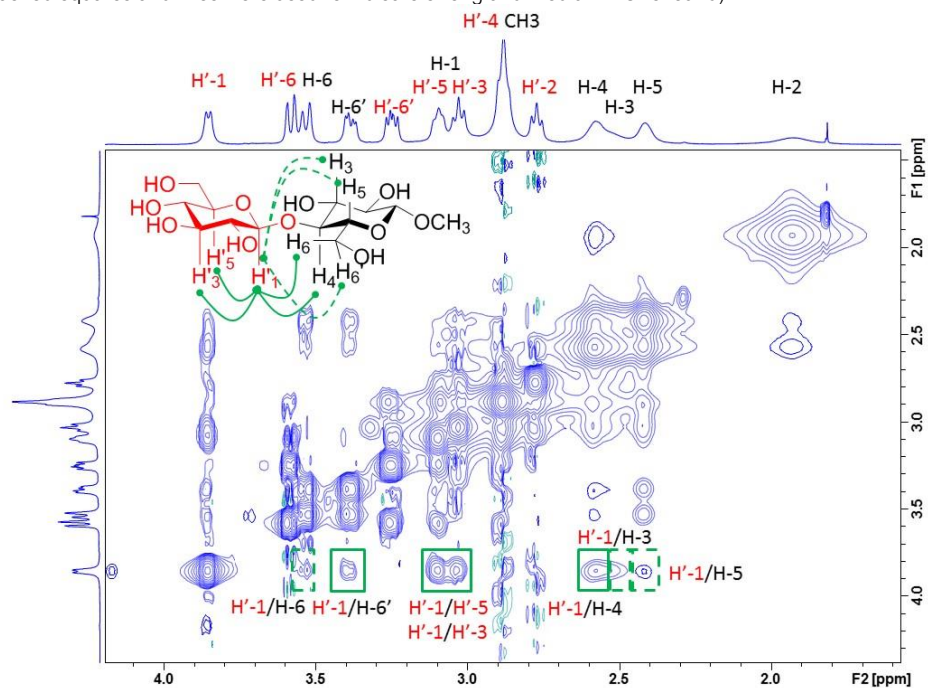 H'-4 CH3
H'-1
H'-6 H-6
H-6'
H'-6'
H-1
H'-5 H'-3
H'-2
H-4
H-3
H-5
H-2
F1 [ppm]
2.0
2.5
3.0
3.5
4.0
HO
HO
HO
O
HO
H'3
H'5
H'1
O
H3
H5
HO
OH
O
OCH3
H6
OH
H4
H6
H'-1/H-6
H'-1/H-6'
H'-1/H'-5
H'-1/H'-3
H'-1/H-3
H'-1/H-4
H'-1/H-5
4.0
3.5
3.0
2.5
2.0
F2 [ppm]